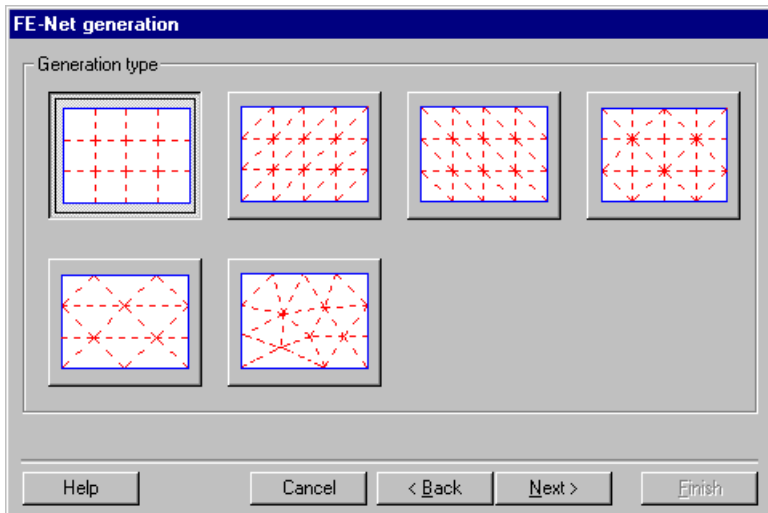 FE-Net generation
Generation type
Help Cancel < Back Next > Finish